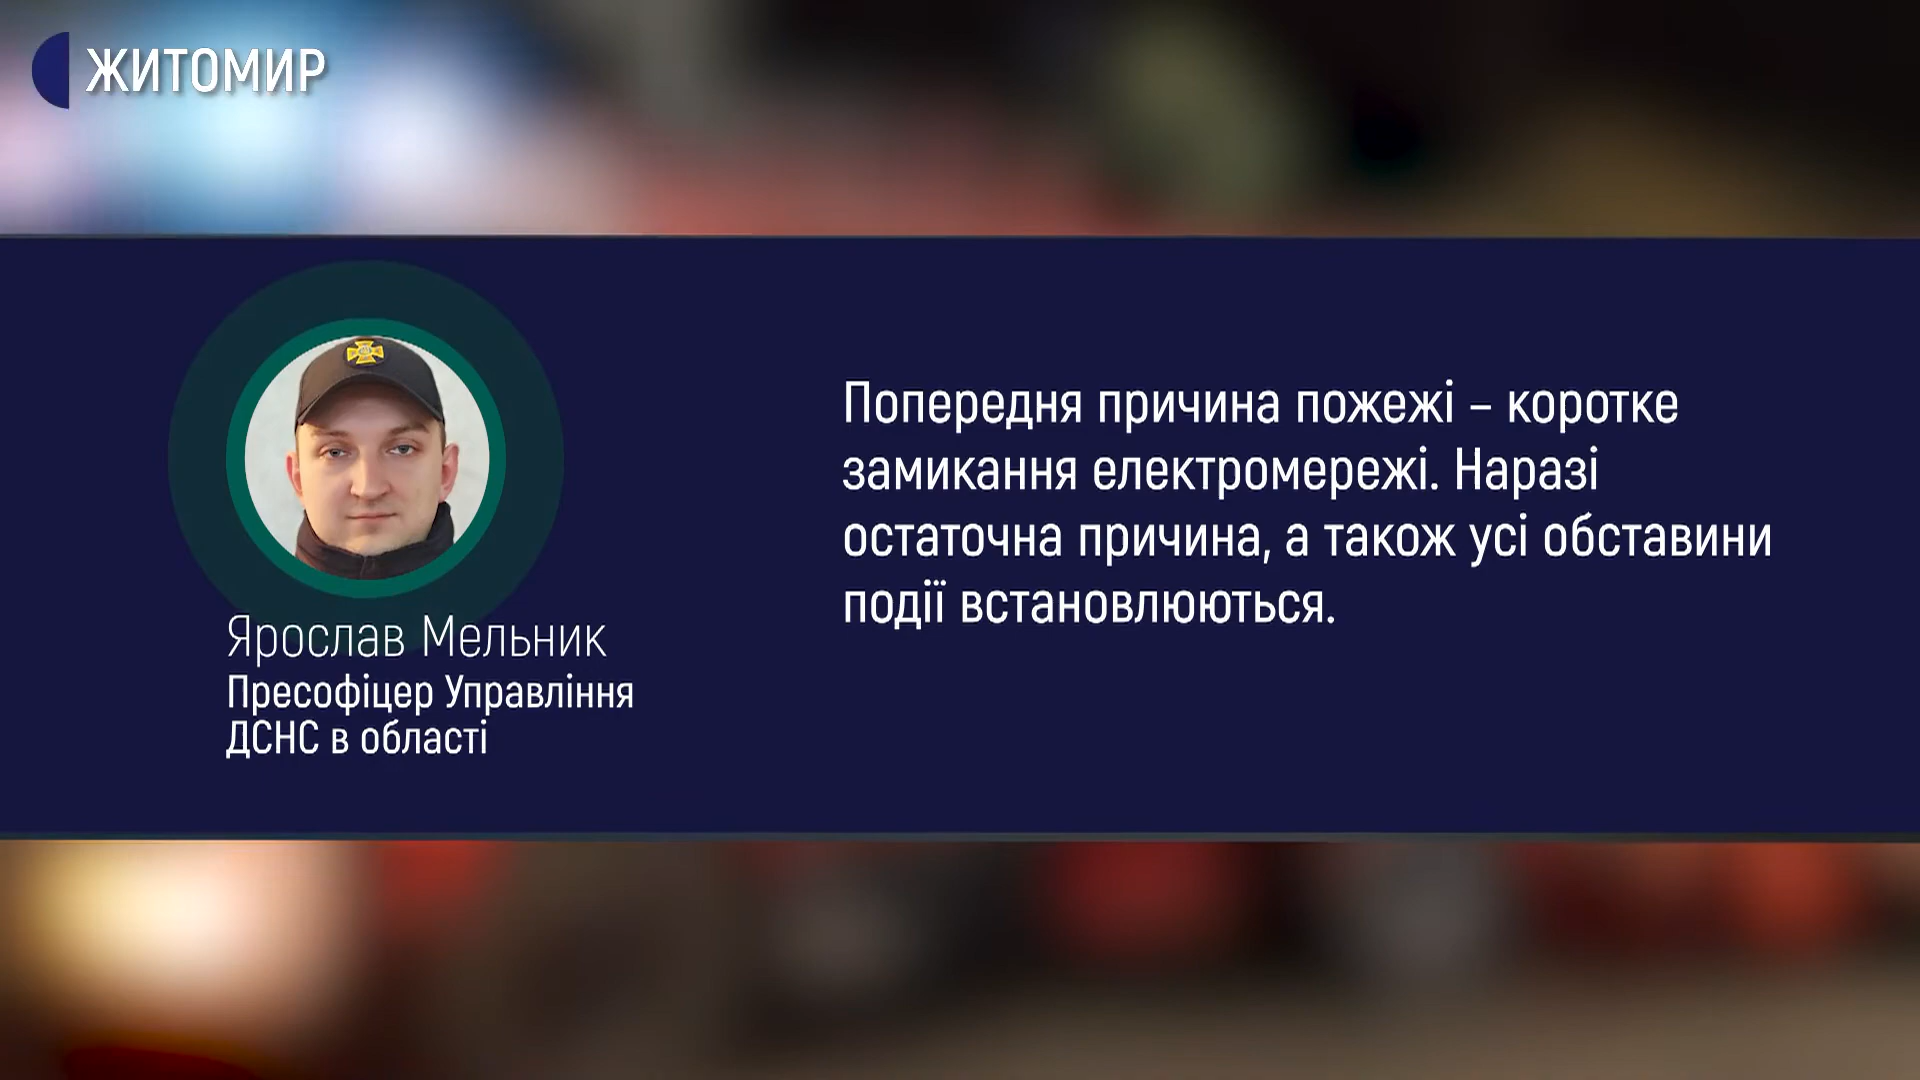 ЖИТОМИР
Ярослав Мельник
Пресофіцер Управління
ДСНС в області
Попередня причина пожежі – коротке
замикання електромережі. Наразі
остаточна причина, а також усі обставини
події встановлюються.